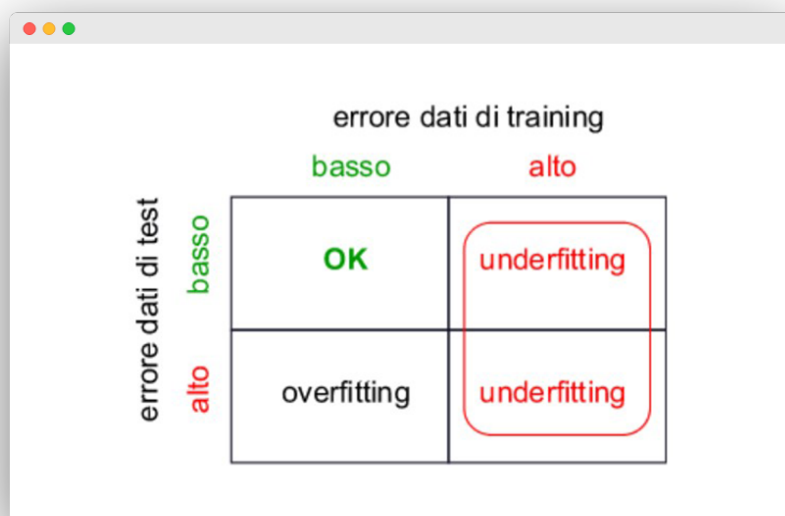 errore dati di training
basso alto
errore dati di test
basso
OK underfitting
alto
overfitting underfitting